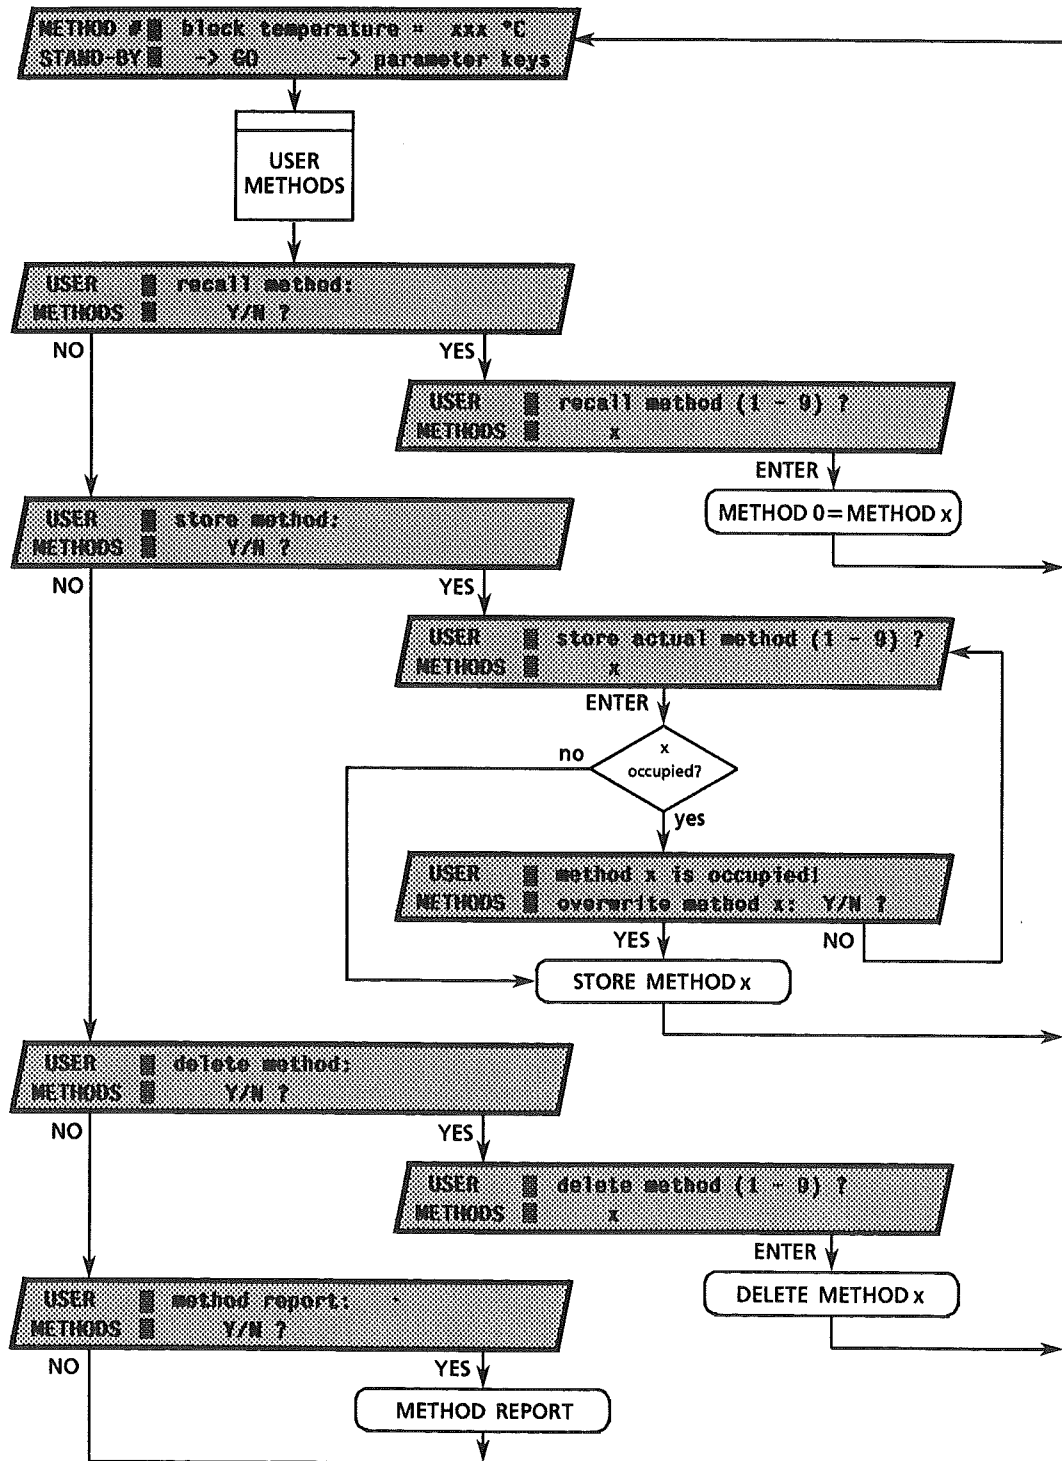 METHOD # block temperature = xxx °C
STAND-BY -> GO -> parameter keys
USER
METHODS
USER recall method:
METHODS Y/N ?
NO
YES
USER recall method (1 - 9) ?
METHODS x
ENTER
METHOD 0=METHOD x
USER store method:
METHODS Y/N ?
NO
YES
USER store actual method (1 - 9) ?
METHODS x
ENTER
x
occupied?
no
yes
USER method x is occupied!
METHODS overwrite method x: Y/N ?
YES
NO
STORE METHOD x
USER delete method:
METHODS Y/N ?
NO
YES
USER delete method (1 - 9) ?
METHODS x
ENTER
DELETE METHOD x
USER method report:
METHODS Y/N ?
NO
YES
METHOD REPORT